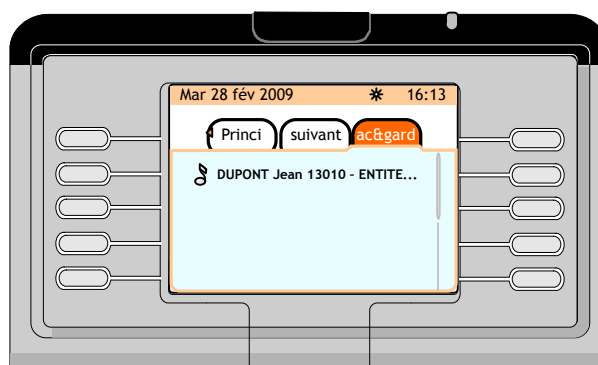 Mar 28 fév 2009 16:13
Princi suivant ac&gard
DUPONT Jean 13010 - ENTITE...